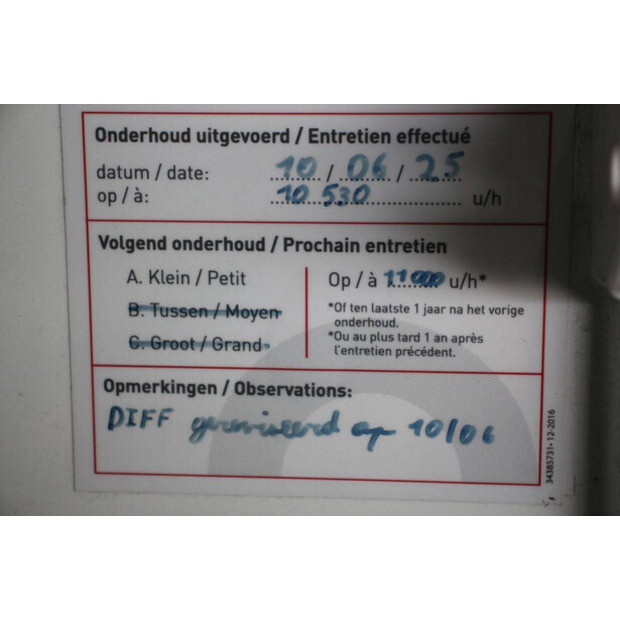 Onderhoud uitgevoerd / Entretien effectué
datum / date: 10 / 06 / 25
op / à: 10 530 u/h
Volgend onderhoud / Prochain entretien
A. Klein / Petit
B. Tussen / Moyen
C. Groot / Grand
Op / à 11000 u/h*
*Of ten laatste 1 jaar na het vorige
onderhoud.
*Ou au plus tard 1 an après
l'entretien précédent.
Opmerkingen / Observations:
DIFF gereviseerd op 10/06
34385731-12-2016